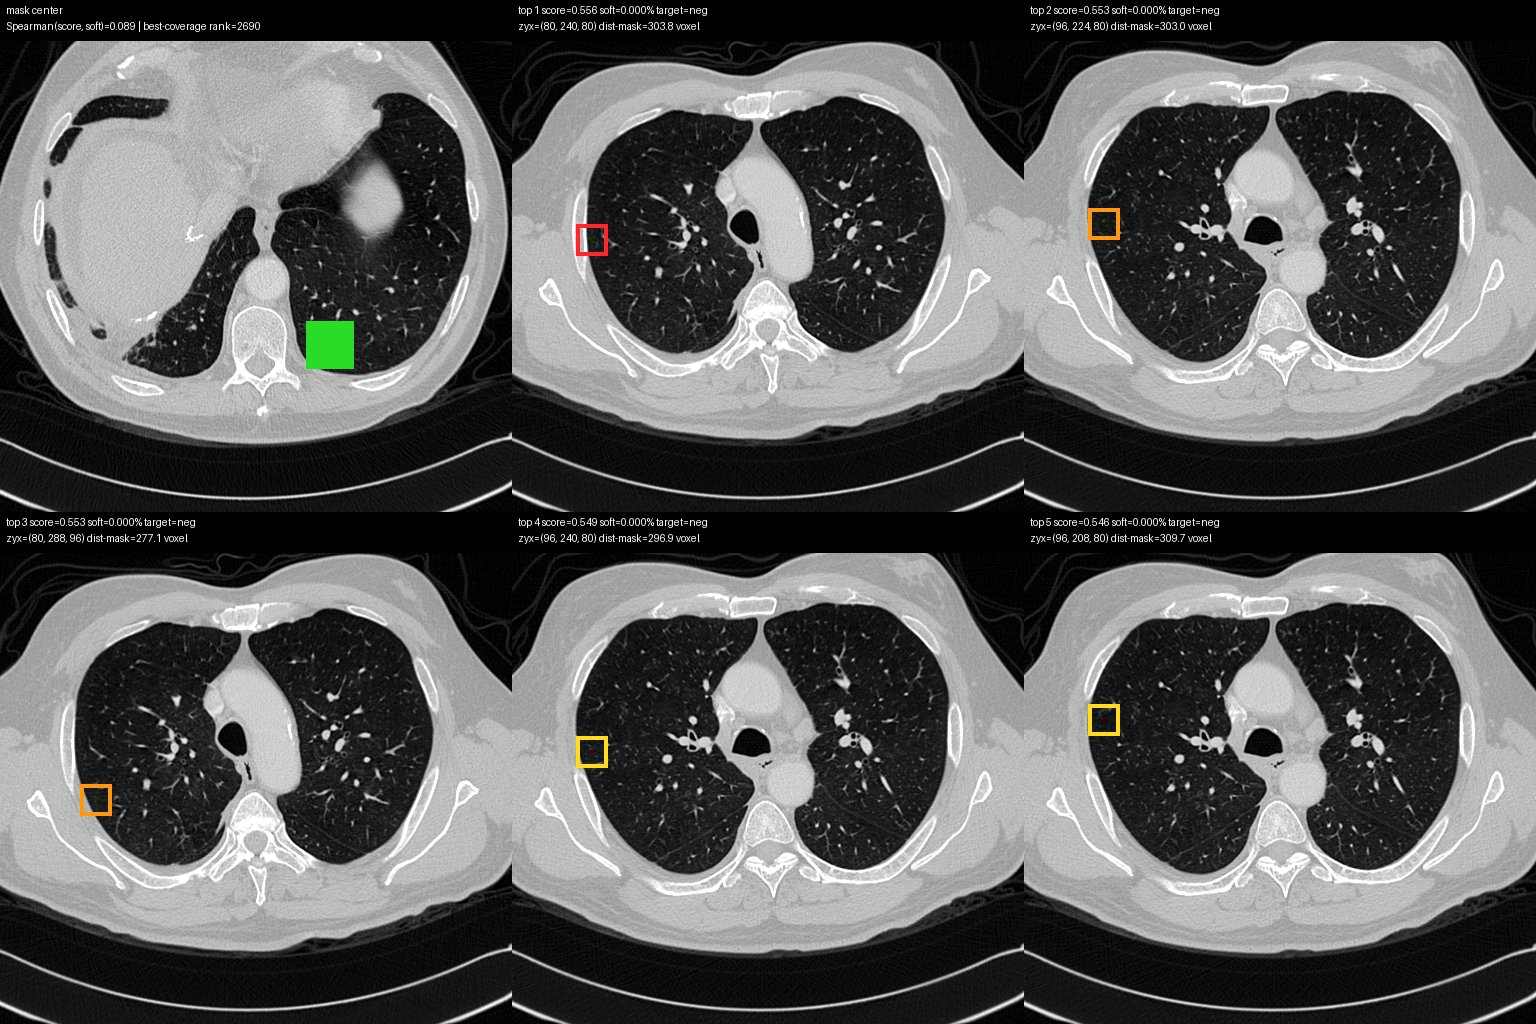 mask center
Spearman(score, soft)=0.089 | best-coverage rank=2690
top 1 score=0.556 soft=0.000% target=neg
zyx=(80, 240, 80) dist-mask=303.8 voxel
top 2 score=0.553 soft=0.000% target=neg
zyx=(96, 224, 80) dist-mask=303.0 voxel
top 3 score=0.553 soft=0.000% target=neg
zyx=(80, 288, 96) dist-mask=277.1 voxel
top 4 score=0.549 soft=0.000% target=neg
zyx=(96, 240, 80) dist-mask=296.9 voxel
top 5 score=0.546 soft=0.000% target=neg
zyx=(96, 208, 80) dist-mask=309.7 voxel